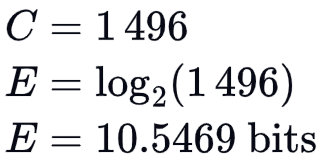 C = 1 496
E = log₂(1 496)
E = 10.5469 bits